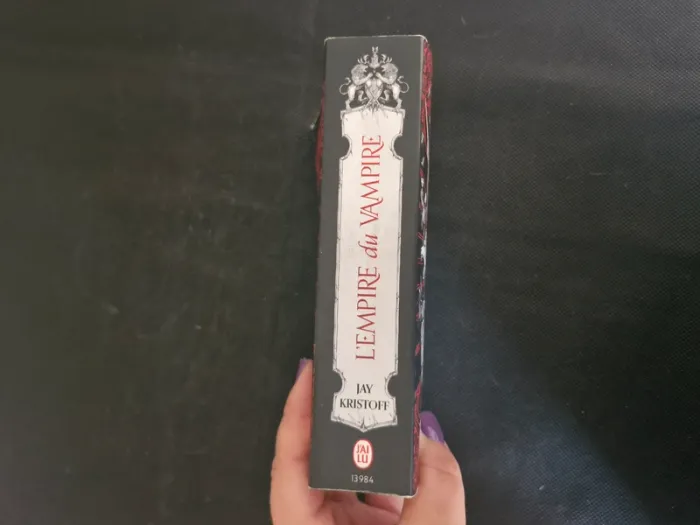 L'EMPIRE du VAMPIRE
JAY
KRISTOFF
J'AI
LU
13984